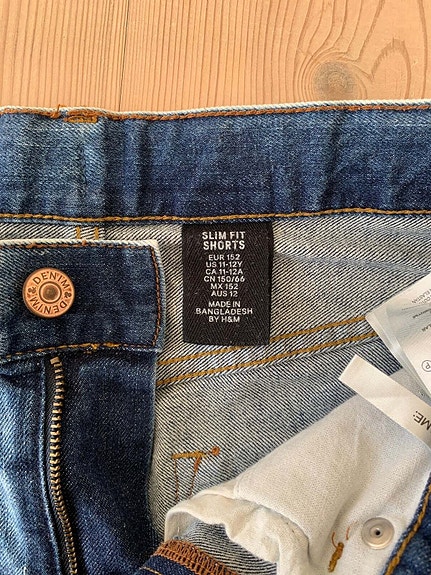 SLIM FIT
SHORTS
EUR 152
US 11-12Y
CA 11-12A
CN 150/66
MX 152
AUS 12
MADE IN
BANGLADESH
BY H&M
&DENIM&DENIM
P
ME: